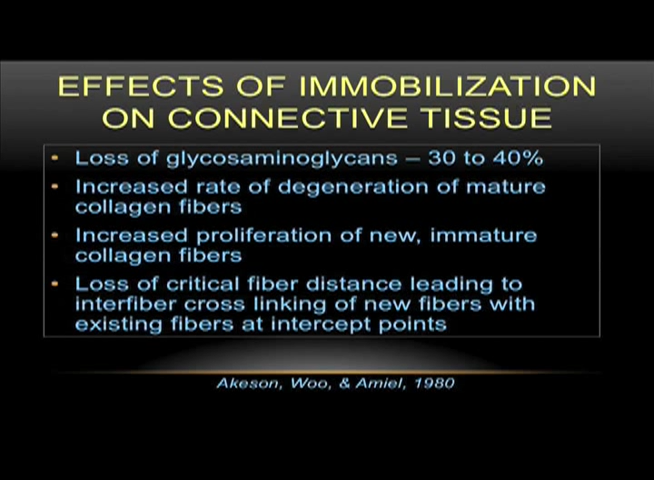 EFFECTS OF IMMOBILIZATION
ON CONNECTIVE TISSUE
• Loss of glycosaminoglycans – 30 to 40%
• Increased rate of degeneration of mature
collagen fibers
• Increased proliferation of new, immature
collagen fibers
• Loss of critical fiber distance leading to
interfiber cross linking of new fibers with
existing fibers at intercept points
Akeson, Woo, & Amiel, 1980